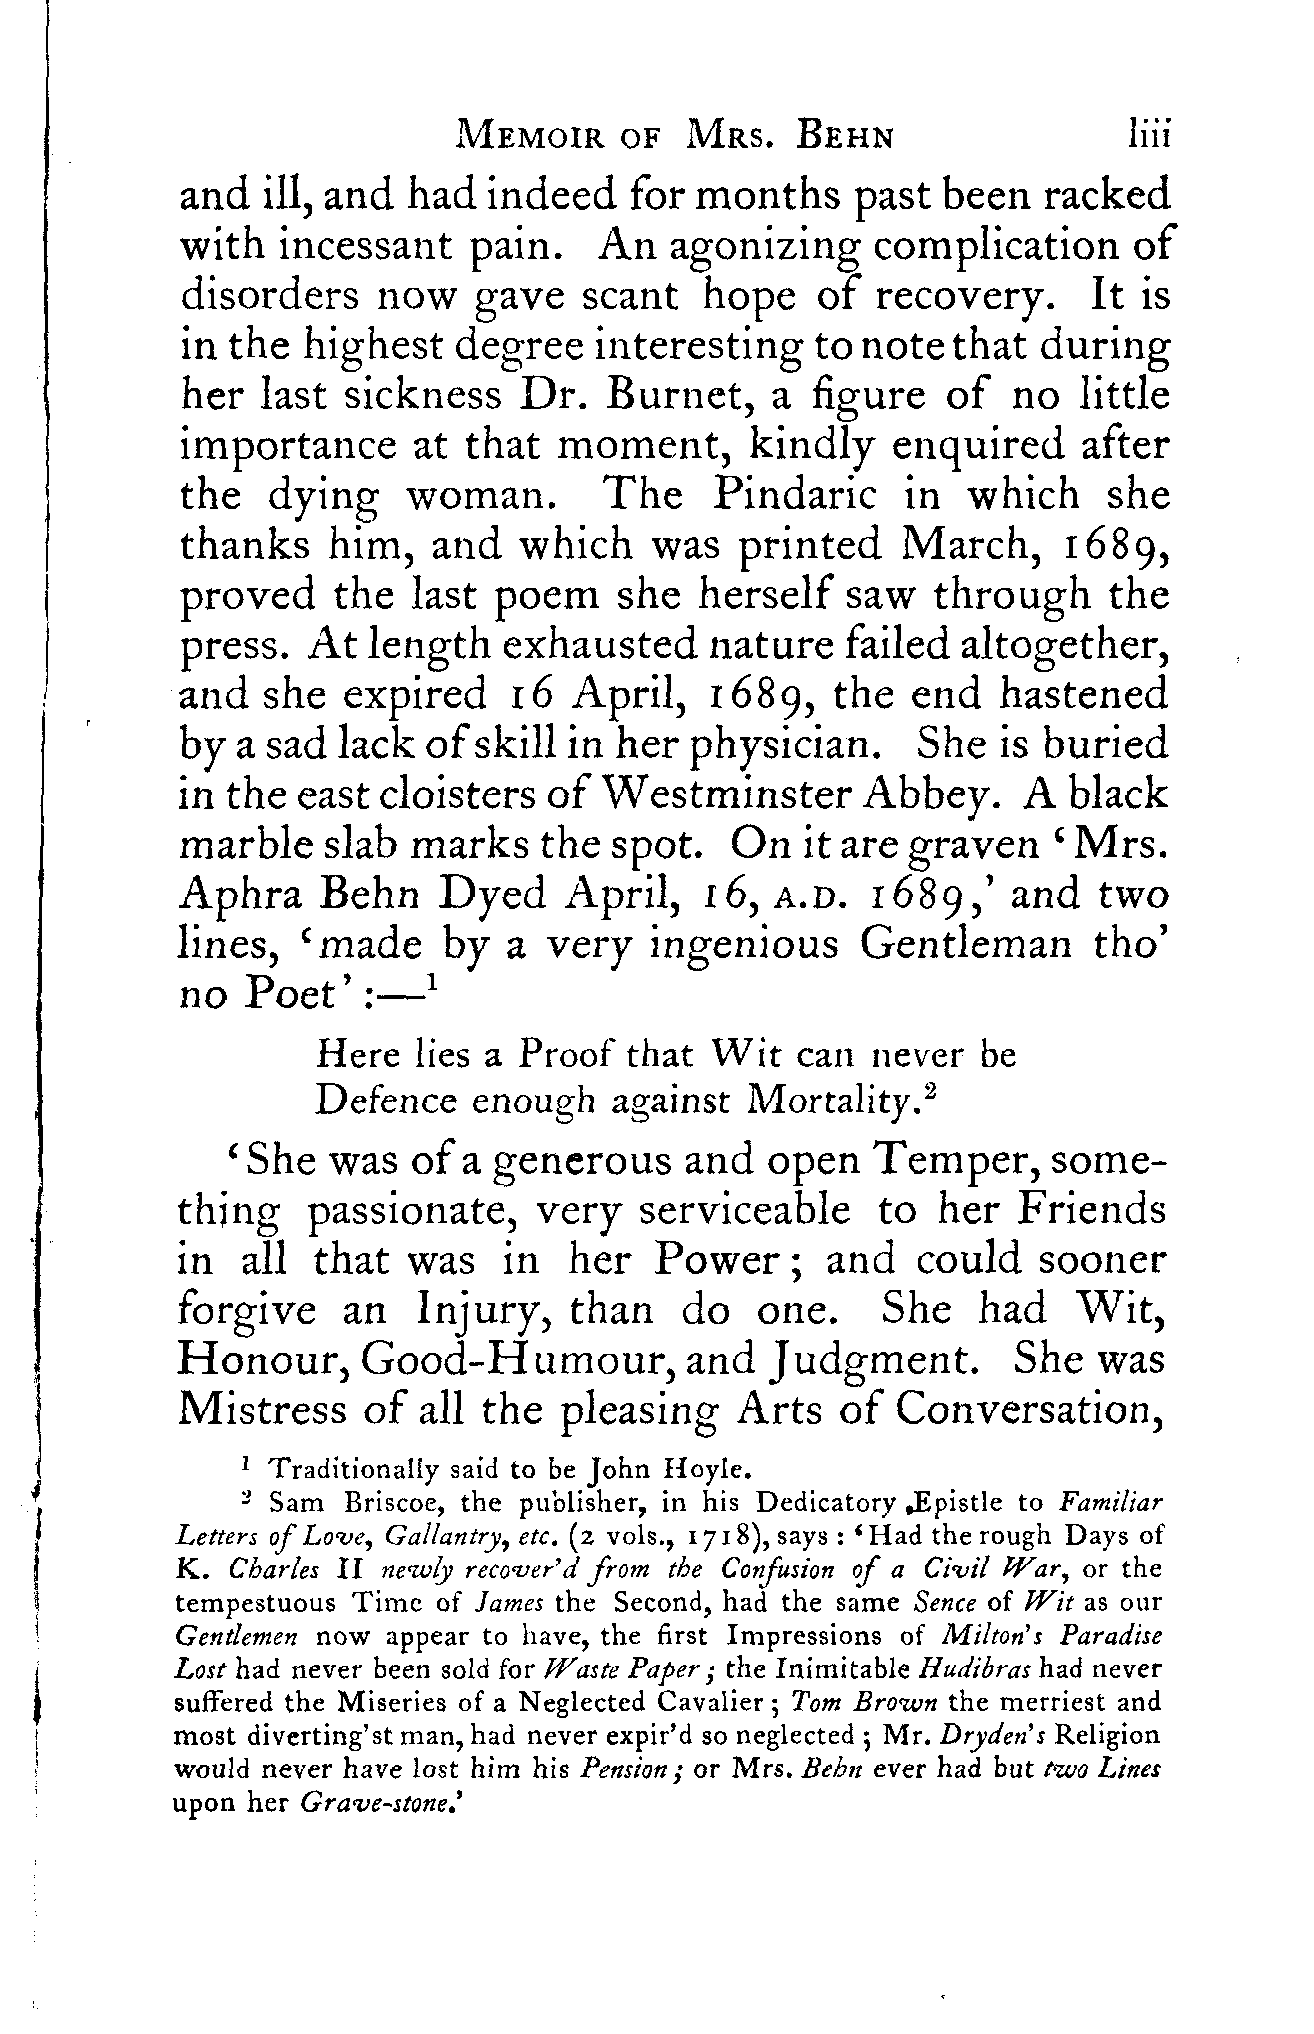 Memoir of Mrs. Behn liii
and ill, and had indeed for months past been racked
with incessant pain. An agonizing complication of
disorders now gave scant hope of recovery. It is
in the highest degree interesting to note that during
her last sickness Dr. Burnet, a figure of no little
importance at that moment, kindly enquired after
the dying woman. The Pindaric in which she
thanks him, and which was printed March, 1689,
proved the last poem she herself saw through the
press. At length exhausted nature failed altogether,
and she expired 16 April, 1689, the end hastened
by a sad lack of skill in her physician. She is buried
in the east cloisters of Westminster Abbey. A black
marble slab marks the spot. On it are graven ‘Mrs.
Aphra Behn Dyed April, 16, A.D. 1689,’ and two
lines, ‘made by a very ingenious Gentleman tho’
no Poet’ :—¹
Here lies a Proof that Wit can never be
Defence enough against Mortality.²
‘She was of a generous and open Temper, some-
thing passionate, very serviceable to her Friends
in all that was in her Power; and could sooner
forgive an Injury, than do one. She had Wit,
Honour, Good-Humour, and Judgment. She was
Mistress of all the pleasing Arts of Conversation,
¹ Traditionally said to be John Hoyle.
² Sam Briscoe, the publisher, in his Dedicatory Epistle to Familiar
Letters of Love, Gallantry, etc. (2 vols., 1718), says : ‘Had the rough Days of
K. Charles II newly recover’d from the Confusion of a Civil War, or the
tempestuous Time of James the Second, had the same Sence of Wit as our
Gentlemen now appear to have, the first Impressions of Milton’s Paradise
Lost had never been sold for Waste Paper; the Inimitable Hudibras had never
suffered the Miseries of a Neglected Cavalier; Tom Brown the merriest and
most diverting’st man, had never expir’d so neglected; Mr. Dryden’s Religion
would never have lost him his Pension; or Mrs. Behn ever had but two Lines
upon her Grave-stone.’